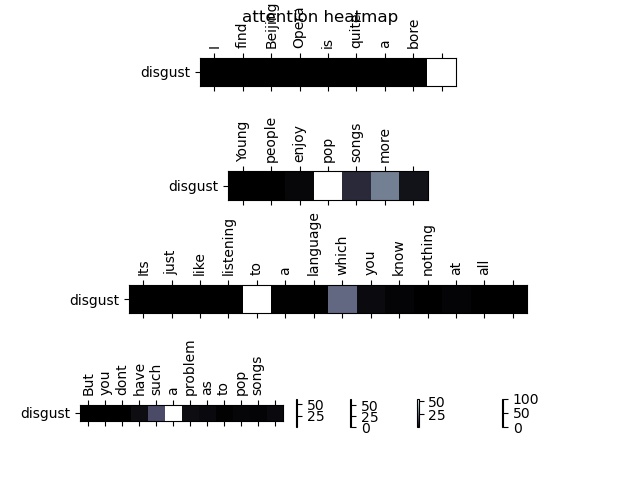 attention heatmap
I find Beijing Opera is quite a bore
disgust
Young people enjoy pop songs more
disgust
Its just like listening to a language which you know nothing at all
disgust
But you dont have such a problem as to pop songs
disgust
50 25
50 25 0
50 25
100 50 0